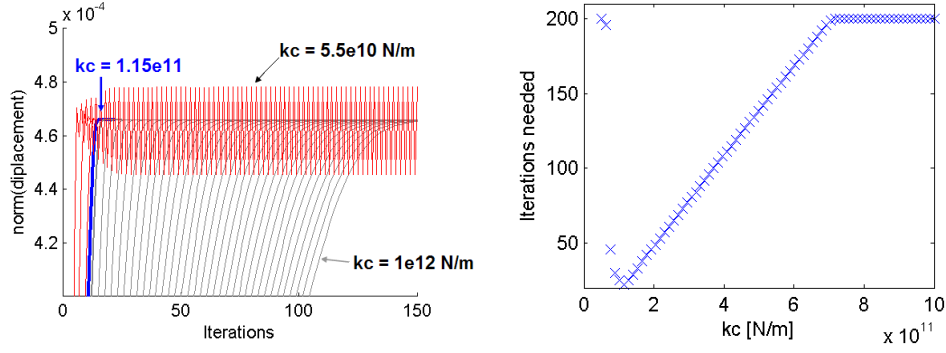 x 10⁻⁴
5
4.8
4.6
4.4
4.2
norm(diplacement)
kc = 5.5e10 N/m
kc = 1.15e11
kc = 1e12 N/m
0
50
100
150
Iterations
200
150
100
50
Iterations needed
0
2
4
6
8
10
kc [N/m]
x 10¹¹